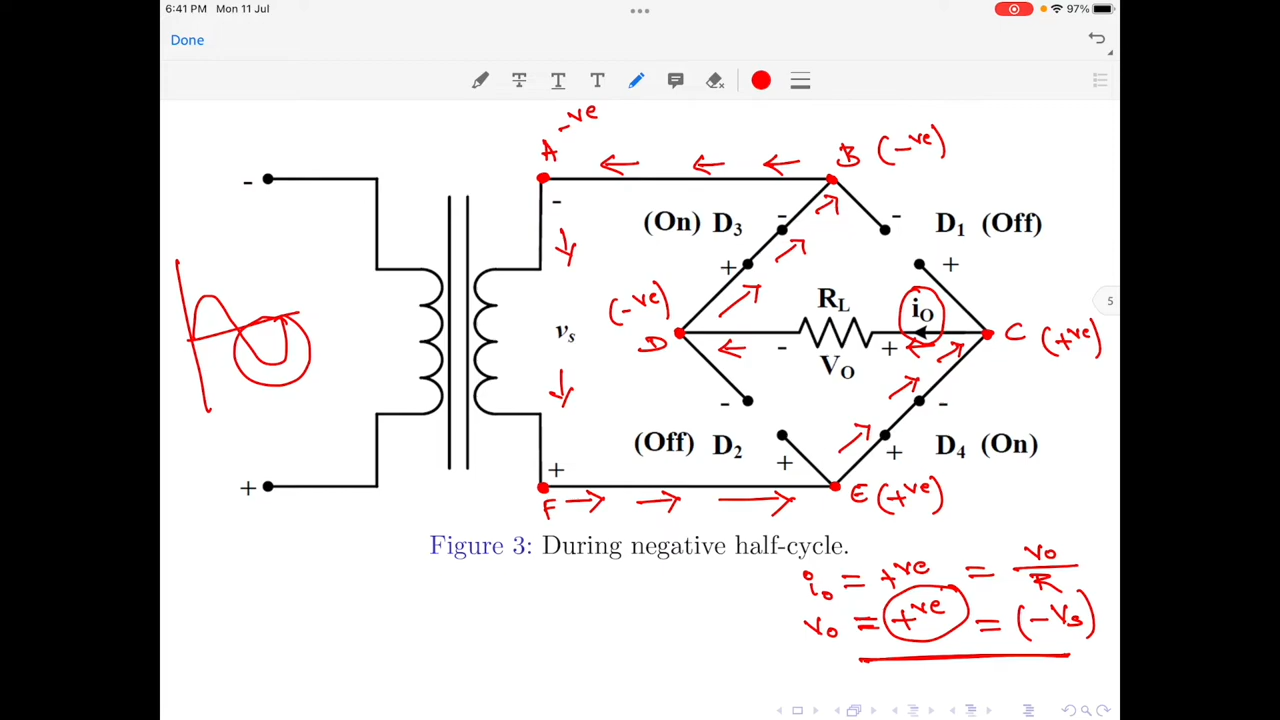 6:41 PM Mon 11 Jul
97%
Done
T T T
5
A -ve
B (-ve)
-
-
(On) D3
-
-
D1 (Off)
+
+
(-ve)
RL
iO
D
C (+ve)
vs
-
+
VO
-
-
(Off) D2
D4 (On)
+
+
+
+
F
E (+ve)
Figure 3: During negative half-cycle.
io = +ve = vo/R
vo = +ve = (-Vs)